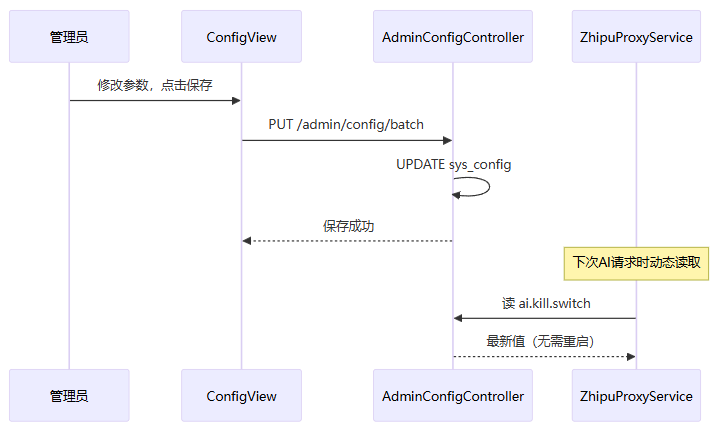 管理员
ConfigView
AdminConfigController
ZhipuProxyService
修改参数，点击保存
PUT /admin/config/batch
UPDATE sys_config
保存成功
下次AI请求时动态读取
读 ai.kill.switch
最新值（无需重启）
管理员
ConfigView
AdminConfigController
ZhipuProxyService